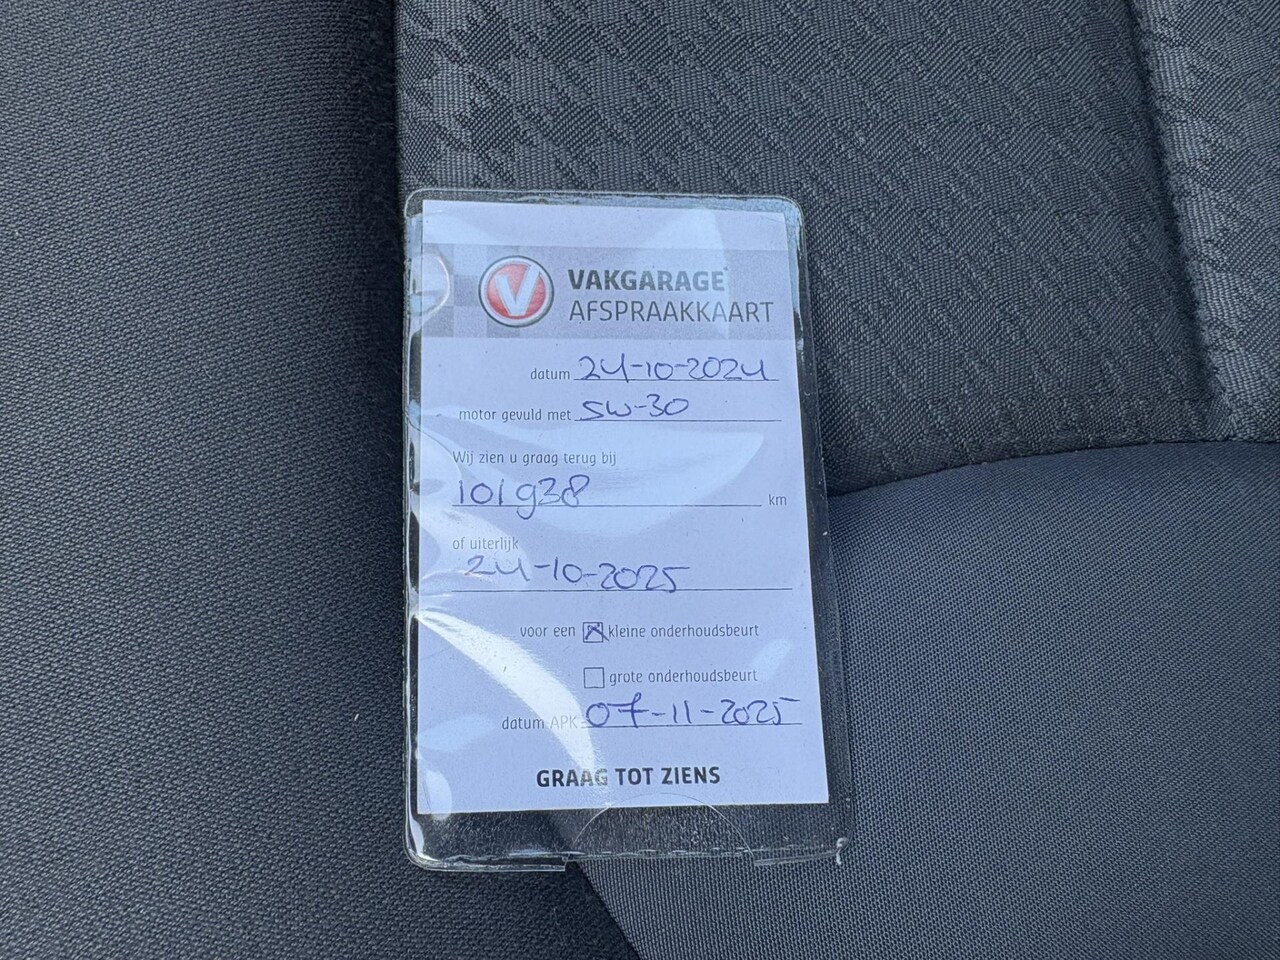 V VAKGARAGE
AFSPRAAKKAART
datum 24-10-2024
motor gevuld met 5W-30
Wij zien u graag terug bij
101938 km
of uiterlijk
24-10-2025
voor een kleine onderhoudsbeurt
grote onderhoudsbeurt
datum APK 07-11-2025
GRAAG TOT ZIENS